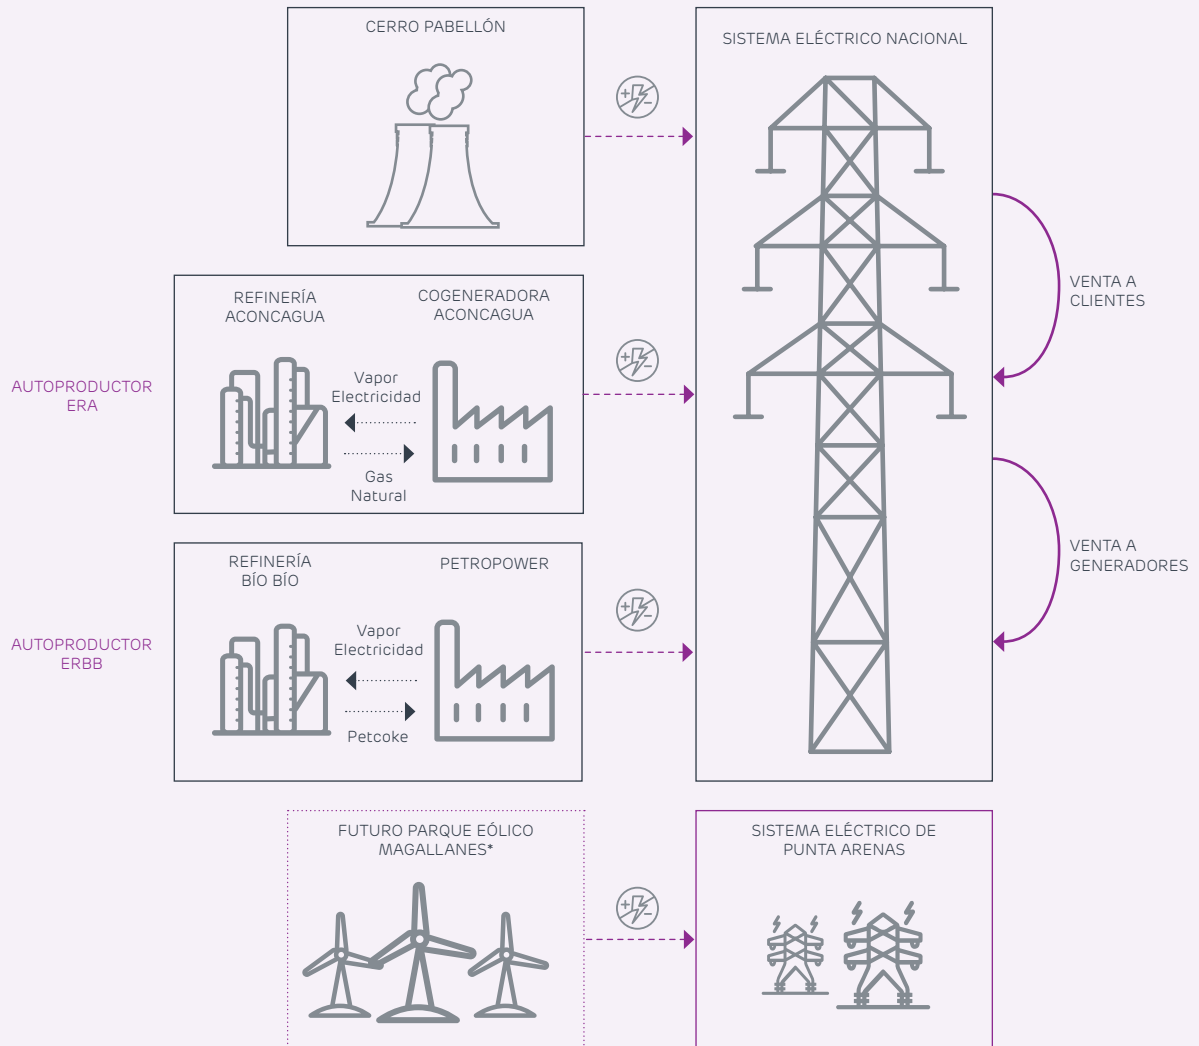 CERRO PABELLÓN
SISTEMA ELÉCTRICO NACIONAL
VENTA A
CLIENTES
AUTOPRODUCTOR
ERA
REFINERÍA
ACONCAGUA
COGENERADORA
ACONCAGUA
Vapor
Electricidad
Gas
Natural
VENTA A
GENERADORES
AUTOPRODUCTOR
ERBB
REFINERÍA
BÍO BÍO
PETROPOWER
Vapor
Electricidad
Petcoke
FUTURO PARQUE EÓLICO
MAGALLANES*
SISTEMA ELÉCTRICO DE
PUNTA ARENAS